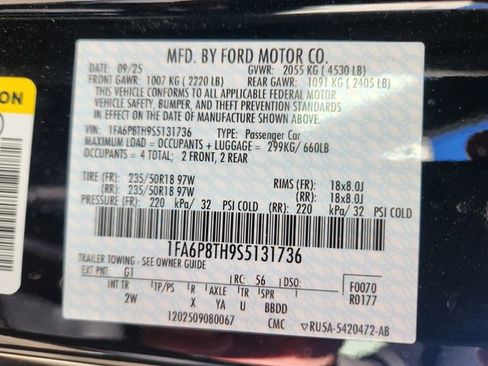 MFD. BY FORD MOTOR CO.
DATE: 09/25 GVWR: 2055 KG ( 4530 LB)
FRONT GAWR: 1007 KG ( 2220 LB) REAR GAWR: 1091 KG ( 2405 LB)
THIS VEHICLE CONFORMS TO ALL APPLICABLE FEDERAL MOTOR
VEHICLE SAFETY, BUMPER, AND THEFT PREVENTION STANDARDS
IN EFFECT ON THE DATE OF MANUFACTURE SHOWN ABOVE.
VIN: 1FA6P8TH9S5131736 TYPE: Passenger Car
MAXIMUM LOAD = OCCUPANTS + LUGGAGE = 299KG/ 660LB
OCCUPANTS = 4 TOTAL; 2 FRONT, 2 REAR
TIRE (FR): 235/50R18 97W RIMS (FR): 18x8.0J
(RR): 235/50R18 97W (RR): 18x8.0J
PRESSURE (FR): 220 kPa/ 32 PSI COLD (RR): 220 kPa/ 32 PSI COLD
1FA6P8TH9S5131736
TRAILER TOWING - SEE OWNER GUIDE
EXT PNT: G1 RC: 56 DSO: F0070
INT TR TP/PS R AXLE TR SPR R0177
2W X YA U BBDD
1202509080067 CMC RU5A-5420472-AB